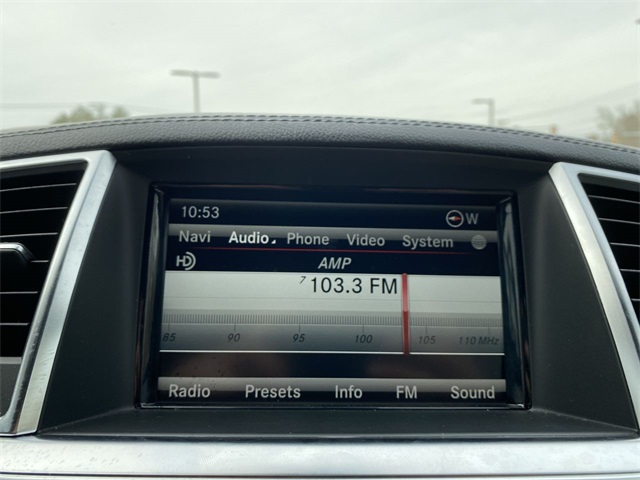 10:53 W
Navi Audio Phone Video System
HD AMP
7 103.3 FM
85 90 95 100 105 110 MHz
Radio Presets Info FM Sound